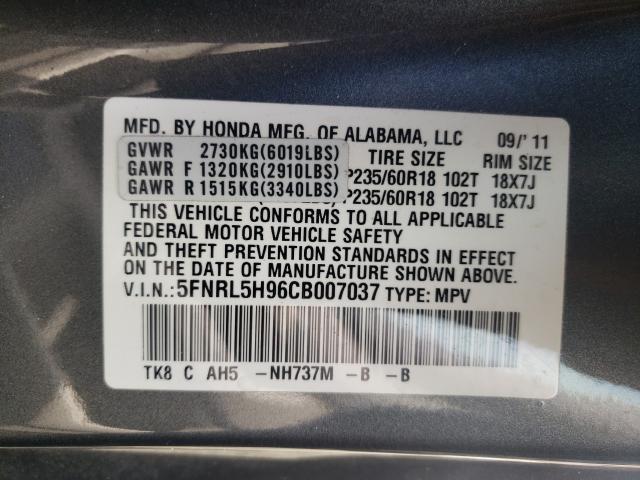 MFD. BY HONDA MFG. OF ALABAMA, LLC 09/'11
GVWR 2730KG(6019LBS) TIRE SIZE RIM SIZE
GAWR F 1320KG(2910LBS) P235/60R18 102T 18X7J
GAWR R 1515KG(3340LBS) P235/60R18 102T 18X7J
THIS VEHICLE CONFORMS TO ALL APPLICABLE
FEDERAL MOTOR VEHICLE SAFETY
AND THEFT PREVENTION STANDARDS IN EFFECT
ON THE DATE OF MANUFACTURE SHOWN ABOVE.
V.I.N.:5FNRL5H96CB007037 TYPE: MPV
TK8 C AH5 -NH737M -B -B